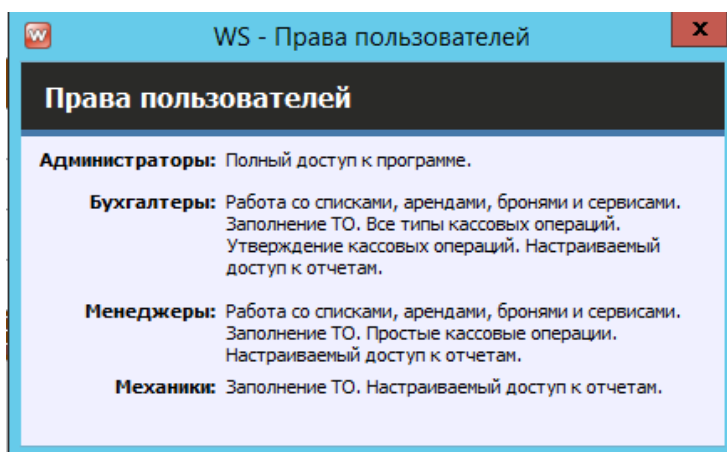 WS - Права пользователей
x
Права пользователей
Администраторы: Полный доступ к программе.
Бухгалтеры: Работа со списками, арендами, бронями и сервисами.
Заполнение ТО. Все типы кассовых операций.
Утверждение кассовых операций. Настраиваемый
доступ к отчетам.
Менеджеры: Работа со списками, арендами, бронями и сервисами.
Заполнение ТО. Простые кассовые операции.
Настраиваемый доступ к отчетам.
Механики: Заполнение ТО. Настраиваемый доступ к отчетам.